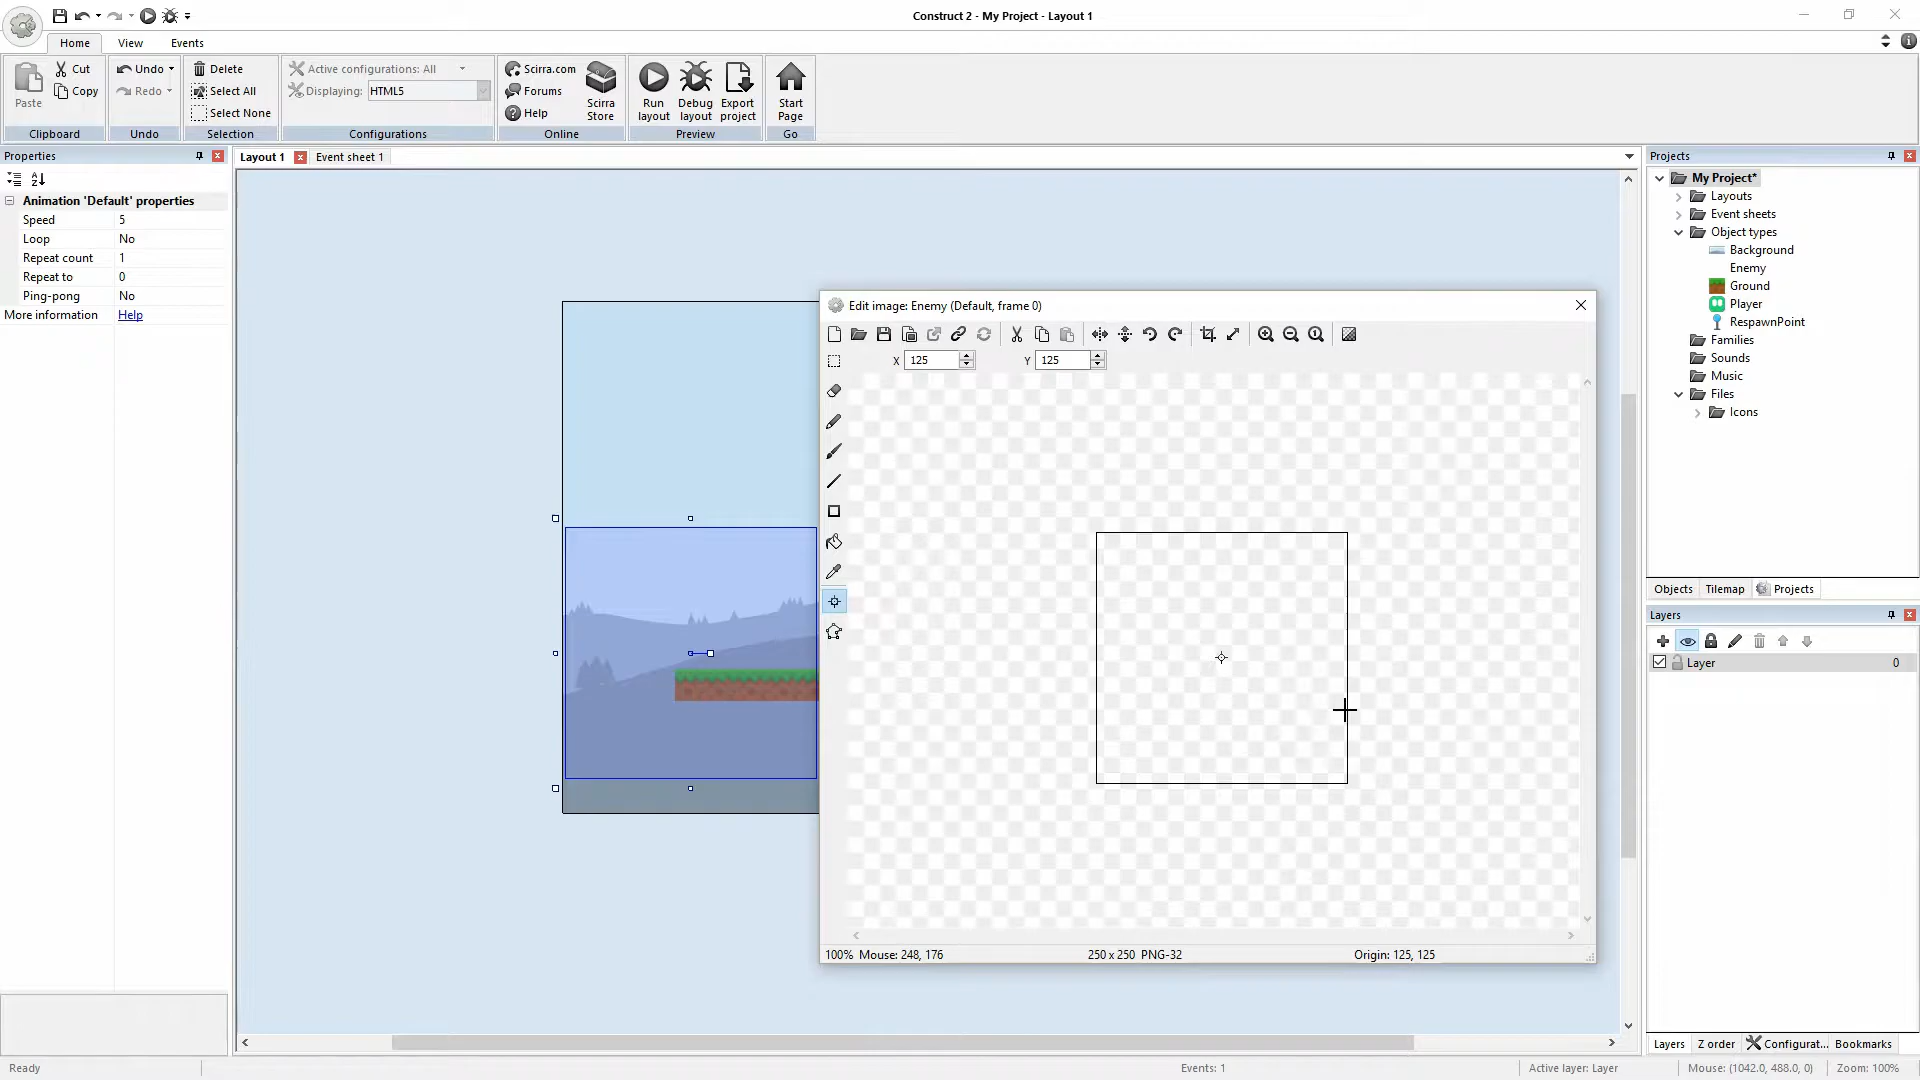 Construct 2 - My Project - Layout 1
Home View Events
Paste
Cut
Copy
Clipboard
Undo
Redo
Undo
Delete
Select All
Select None
Selection
Active configurations: All
Displaying: HTML5
Configurations
Scirra.com
Forums
Help
Scirra Store
Online
Run layout
Debug layout
Export project
Preview
Start Page
Go
Properties
Animation 'Default' properties
Speed 5
Loop No
Repeat count 1
Repeat to 0
Ping-pong No
More information Help
Layout 1 Event sheet 1
Edit image: Enemy (Default, frame 0)
X 125 Y 125
100% Mouse: 248, 176 250 x 250 PNG-32 Origin: 125, 125
Projects
My Project*
Layouts
Event sheets
Object types
Background
Enemy
Ground
Player
RespawnPoint
Families
Sounds
Music
Files
Icons
Objects Tilemap Projects
Layers
Layer 0
Layers Z order Configurat... Bookmarks
Ready Events: 1 Active layer: Layer Mouse: (1042.0, 488.0, 0) Zoom: 100%